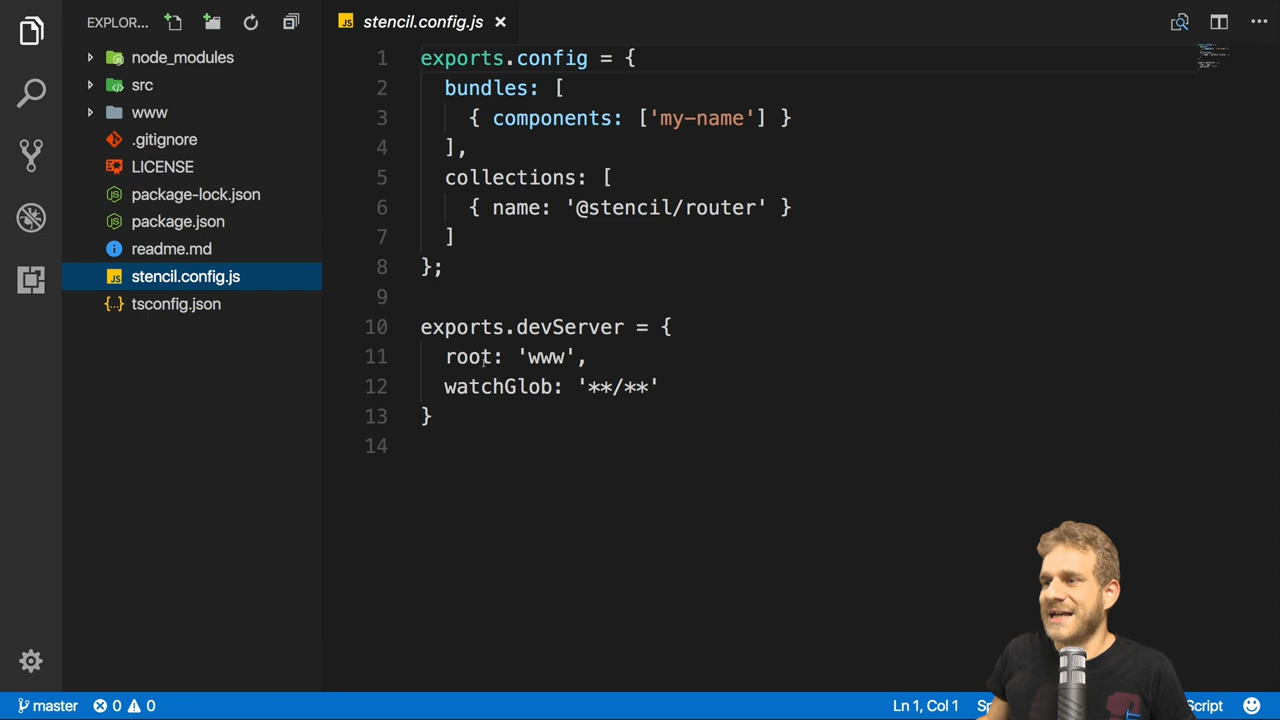 EXPLOR...
node_modules
src
www
.gitignore
LICENSE
package-lock.json
package.json
readme.md
JS stencil.config.js
{..} tsconfig.json
JS stencil.config.js ×
1 exports.config = {
2 bundles: [
3 { components: ['my-name'] }
4 ],
5 collections: [
6 { name: '@stencil/router' }
7 ]
8 };
9
10 exports.devServer = {
11 root: 'www',
12 watchGlob: '**/**'
13 }
14
master 0 0 Ln 1, Col 1 Sp Script